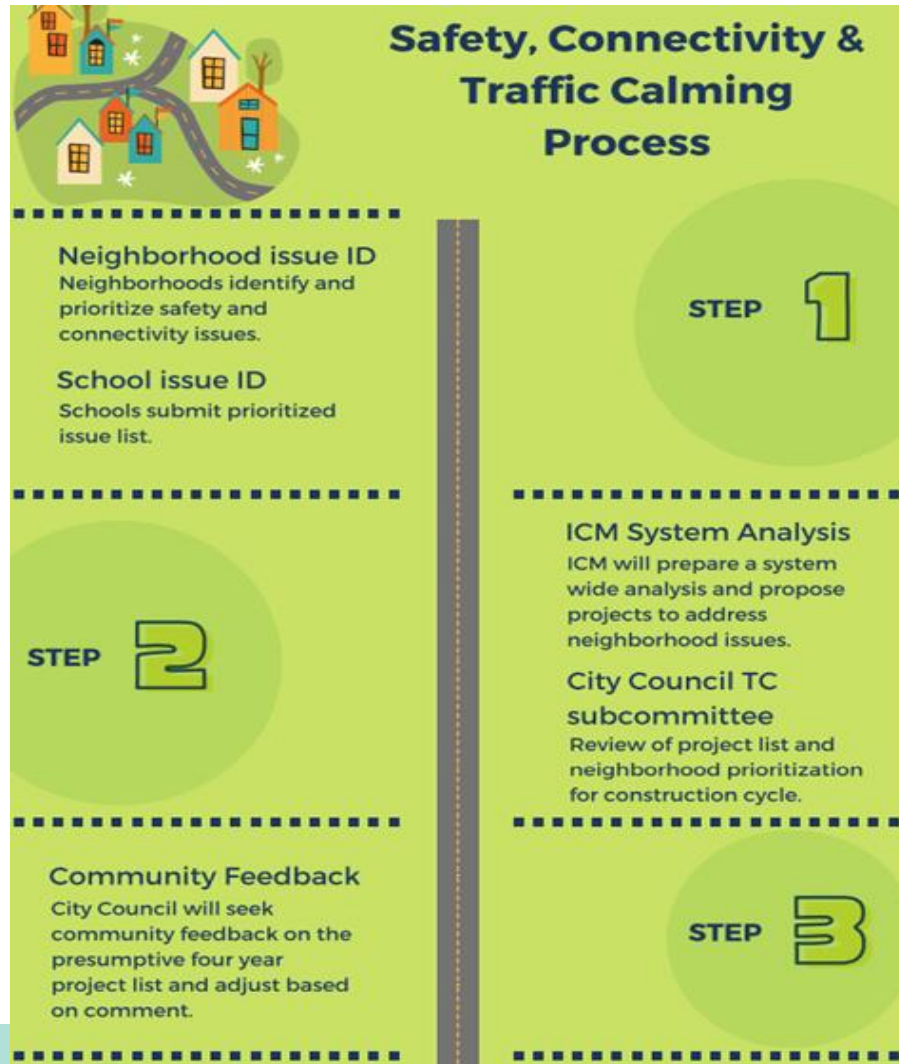 Safety, Connectivity &
Traffic Calming
Process
Neighborhood issue ID
Neighborhoods identify and
prioritize safety and
connectivity issues.
School issue ID
Schools submit prioritized
issue list.
STEP 1
STEP 2
ICM System Analysis
ICM will prepare a system
wide analysis and propose
projects to address
neighborhood issues.
City Council TC
subcommittee
Review of project list and
neighborhood prioritization
for construction cycle.
Community Feedback
City Council will seek
community feedback on the
presumptive four year
project list and adjust based
on comment.
STEP 3